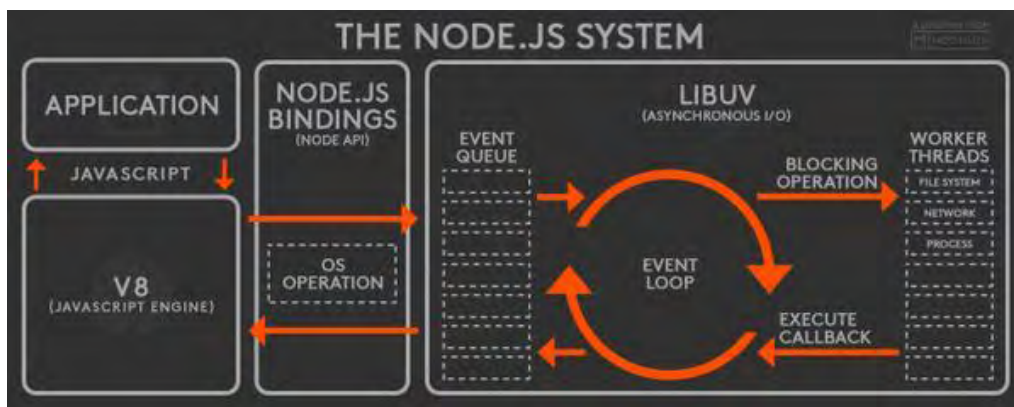 THE NODE.JS SYSTEM
APPLICATION
JAVASCRIPT
V8
(JAVASCRIPT ENGINE)
NODE.JS
BINDINGS
(NODE API)
OS
OPERATION
LIBUV
(ASYNCHRONOUS I/O)
EVENT
QUEUE
EVENT
LOOP
BLOCKING
OPERATION
EXECUTE
CALLBACK
WORKER
THREADS
FILE SYSTEM
NETWORK
PROCESS